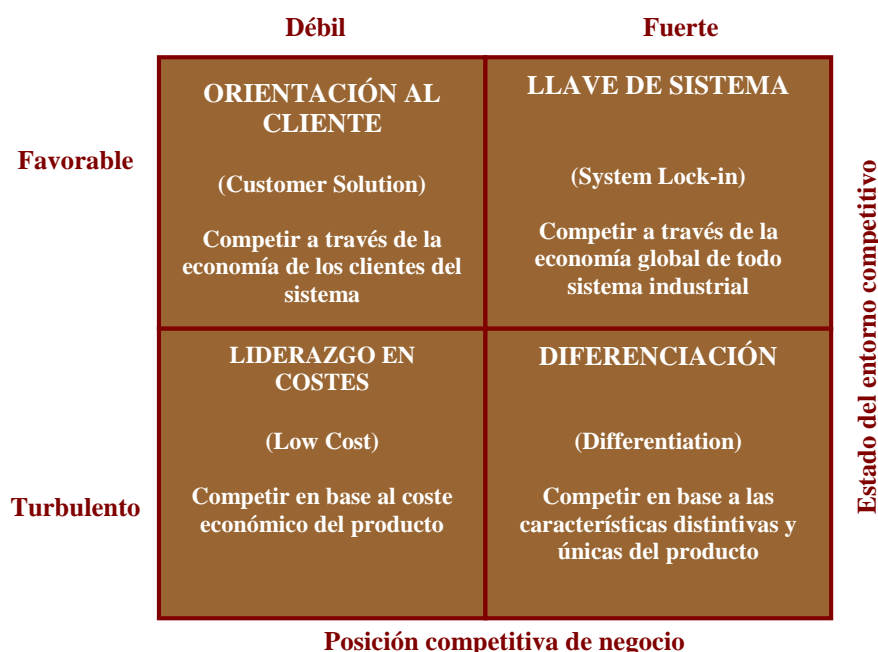 Débil
Fuerte
Favorable
ORIENTACIÓN AL
CLIENTE
(Customer Solution)
Competir a través de la
economía de los clientes del
sistema
LLAVE DE SISTEMA
(System Lock-in)
Competir a través de la
economía global de todo
sistema industrial
Turbulento
LIDERAZGO EN
COSTES
(Low Cost)
Competir en base al coste
económico del producto
DIFERENCIACIÓN
(Differentiation)
Competir en base a las
características distintivas y
únicas del producto
Estado del entorno competitivo
Posición competitiva de negocio